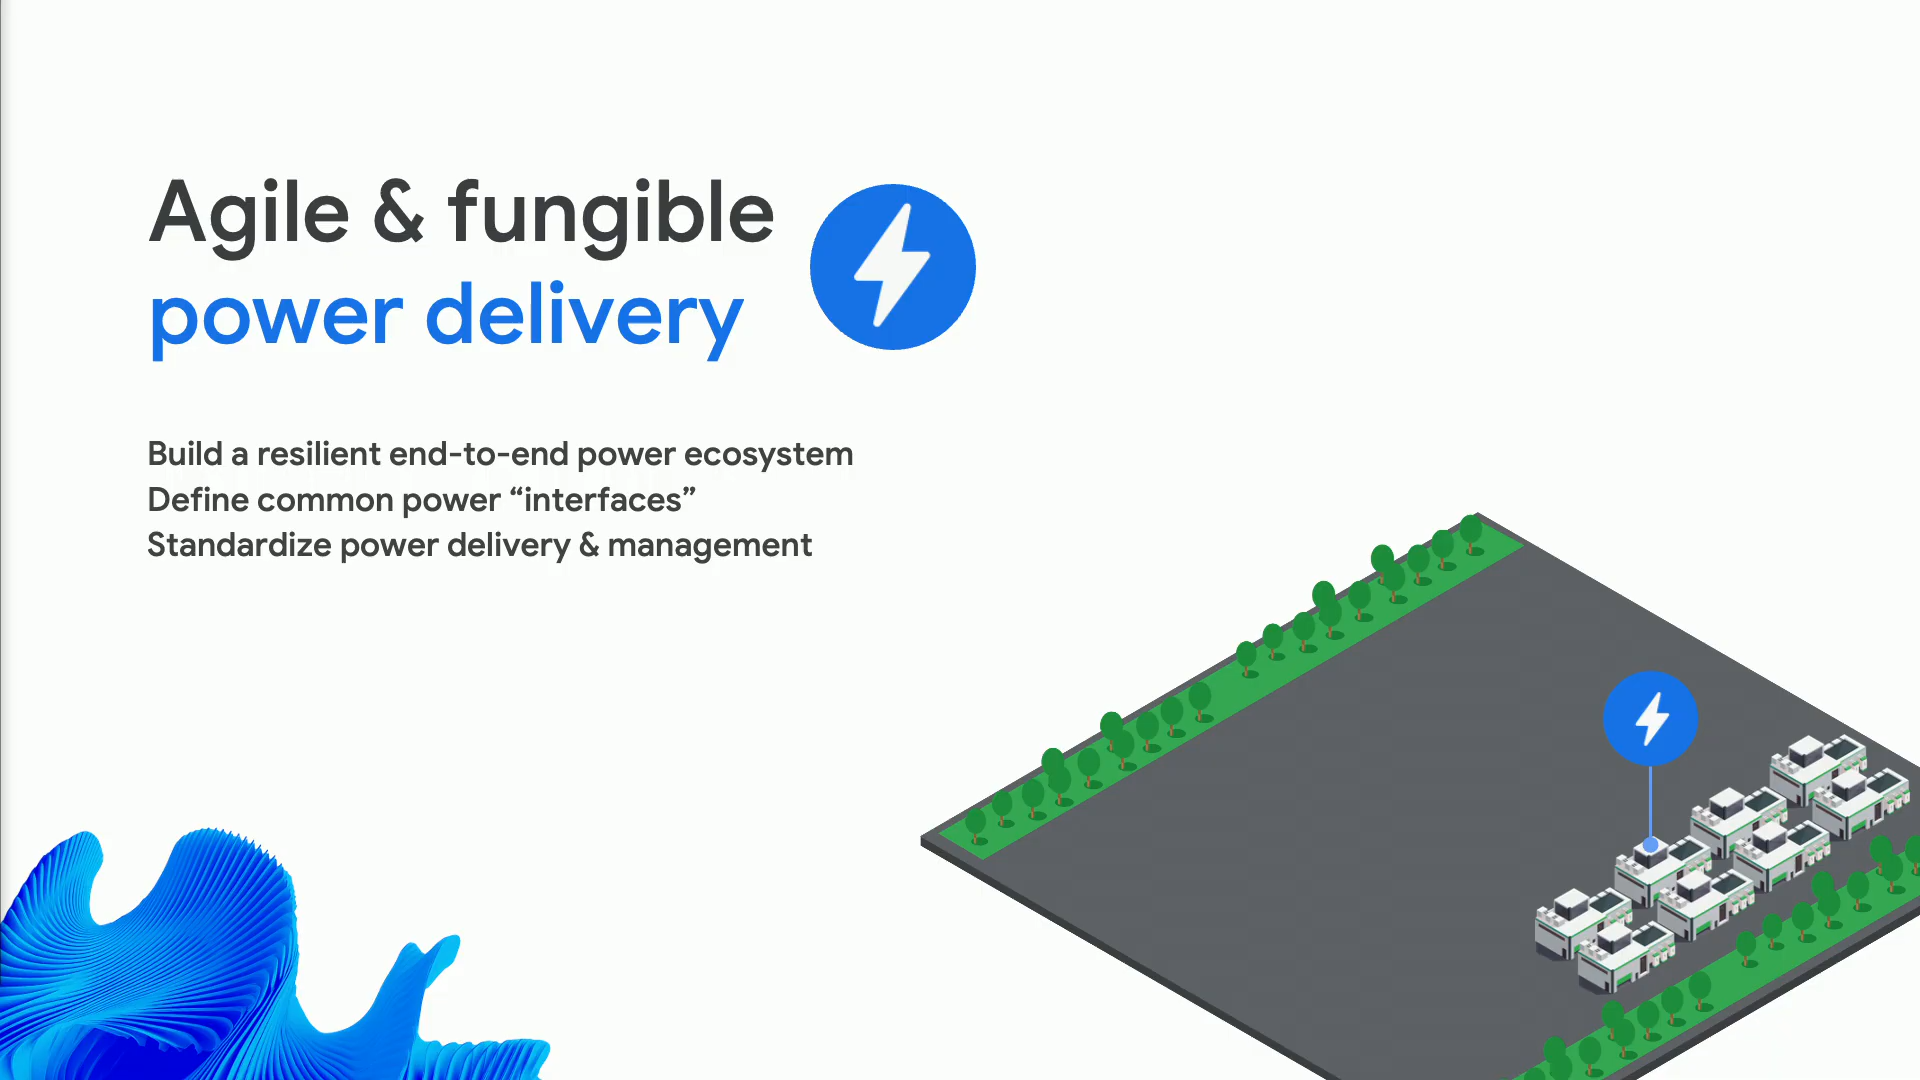 Agile & fungible
power delivery
Build a resilient end-to-end power ecosystem
Define common power “interfaces”
Standardize power delivery & management